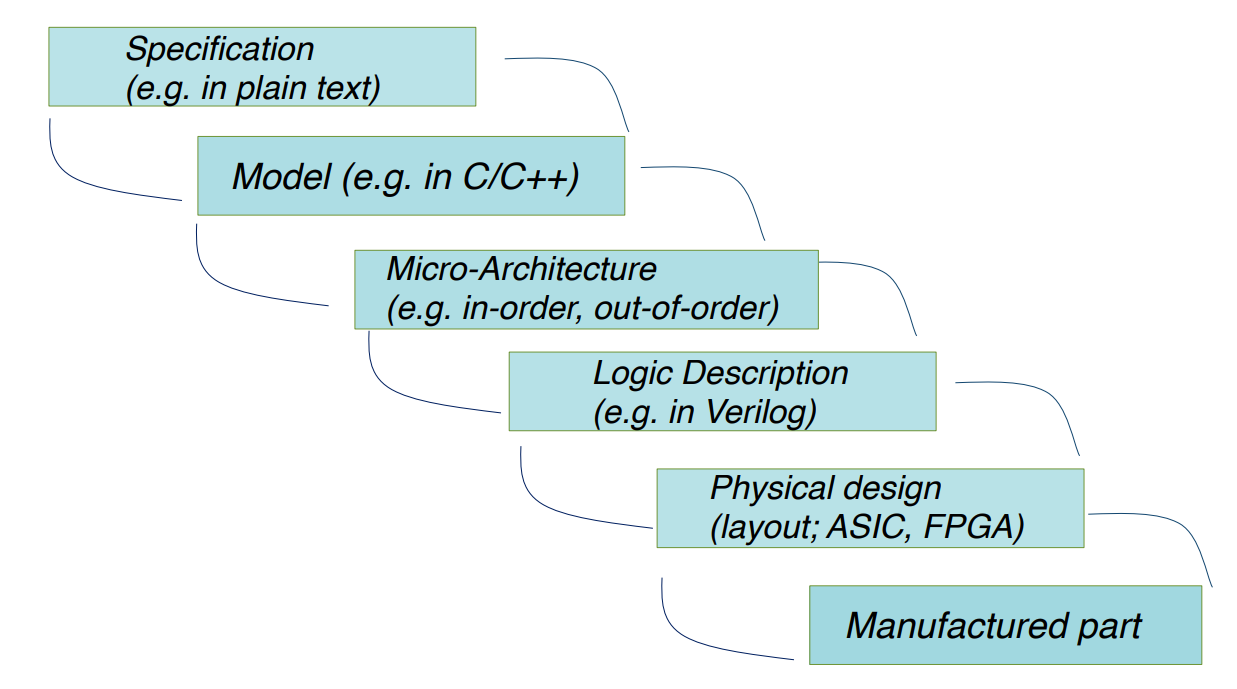 Specification
(e.g. in plain text)
Model (e.g. in C/C++)
Micro-Architecture
(e.g. in-order, out-of-order)
Logic Description
(e.g. in Verilog)
Physical design
(layout; ASIC, FPGA)
Manufactured part